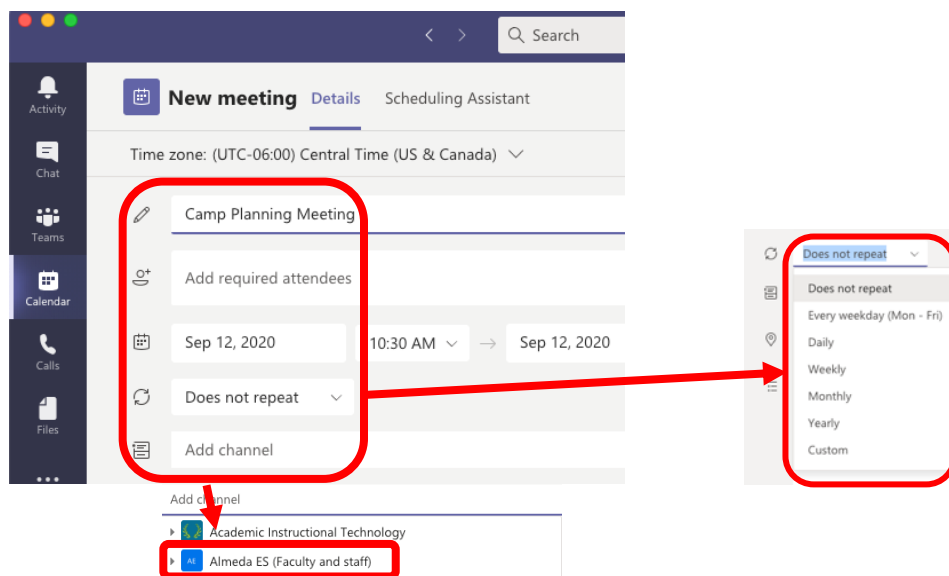 Search
New meeting Details Scheduling Assistant
Activity
Time zone: (UTC-06:00) Central Time (US & Canada)
Chat
Camp Planning Meeting
Teams
Add required attendees
Calendar
Sep 12, 2020 10:30 AM → Sep 12, 2020
Calls
Does not repeat
Files
Add channel
...
Add channel
Academic Instructional Technology
AE Almeda ES (Faculty and staff)
Does not repeat
Does not repeat
Every weekday (Mon - Fri)
Daily
Weekly
Monthly
Yearly
Custom